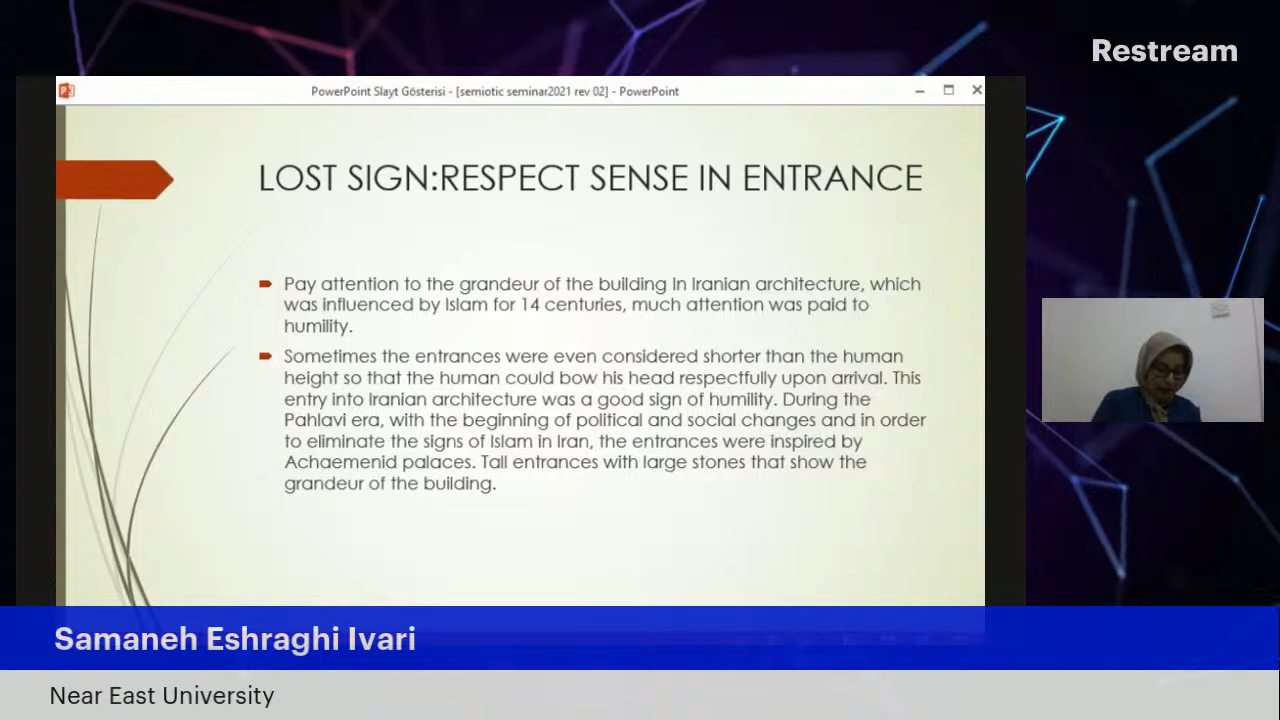 Restream
PowerPoint Slayt Gösterisi - [semiotic seminar2021 rev 02] - PowerPoint
LOST SIGN:RESPECT SENSE IN ENTRANCE
Pay attention to the grandeur of the building In Iranian architecture, which
was influenced by Islam for 14 centuries, much attention was paid to
humility.
Sometimes the entrances were even considered shorter than the human
height so that the human could bow his head respectfully upon arrival. This
entry into Iranian architecture was a good sign of humility. During the
Pahlavi era, with the beginning of political and social changes and in order
to eliminate the signs of Islam in Iran, the entrances were inspired by
Achaemenid palaces. Tall entrances with large stones that show the
grandeur of the building.
Samaneh Eshraghi Ivari
Near East University